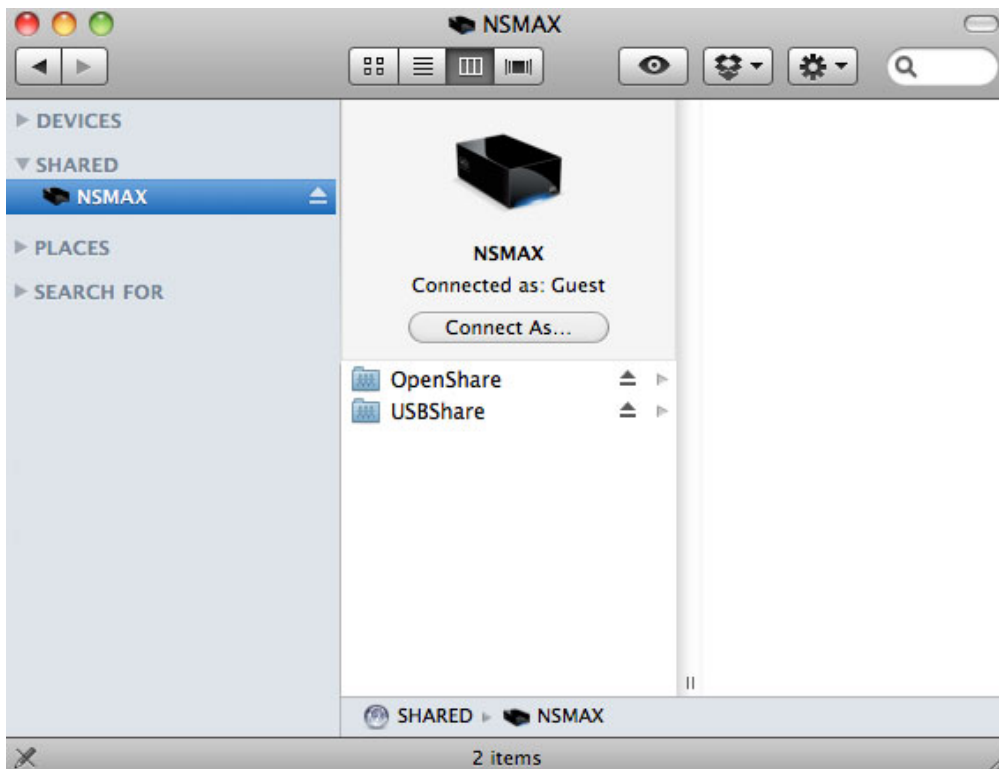 NSMAX
DEVICES
SHARED
NSMAX
PLACES
SEARCH FOR
NSMAX
Connected as: Guest
Connect As...
OpenShare
USBShare
SHARED NSMAX
2 items